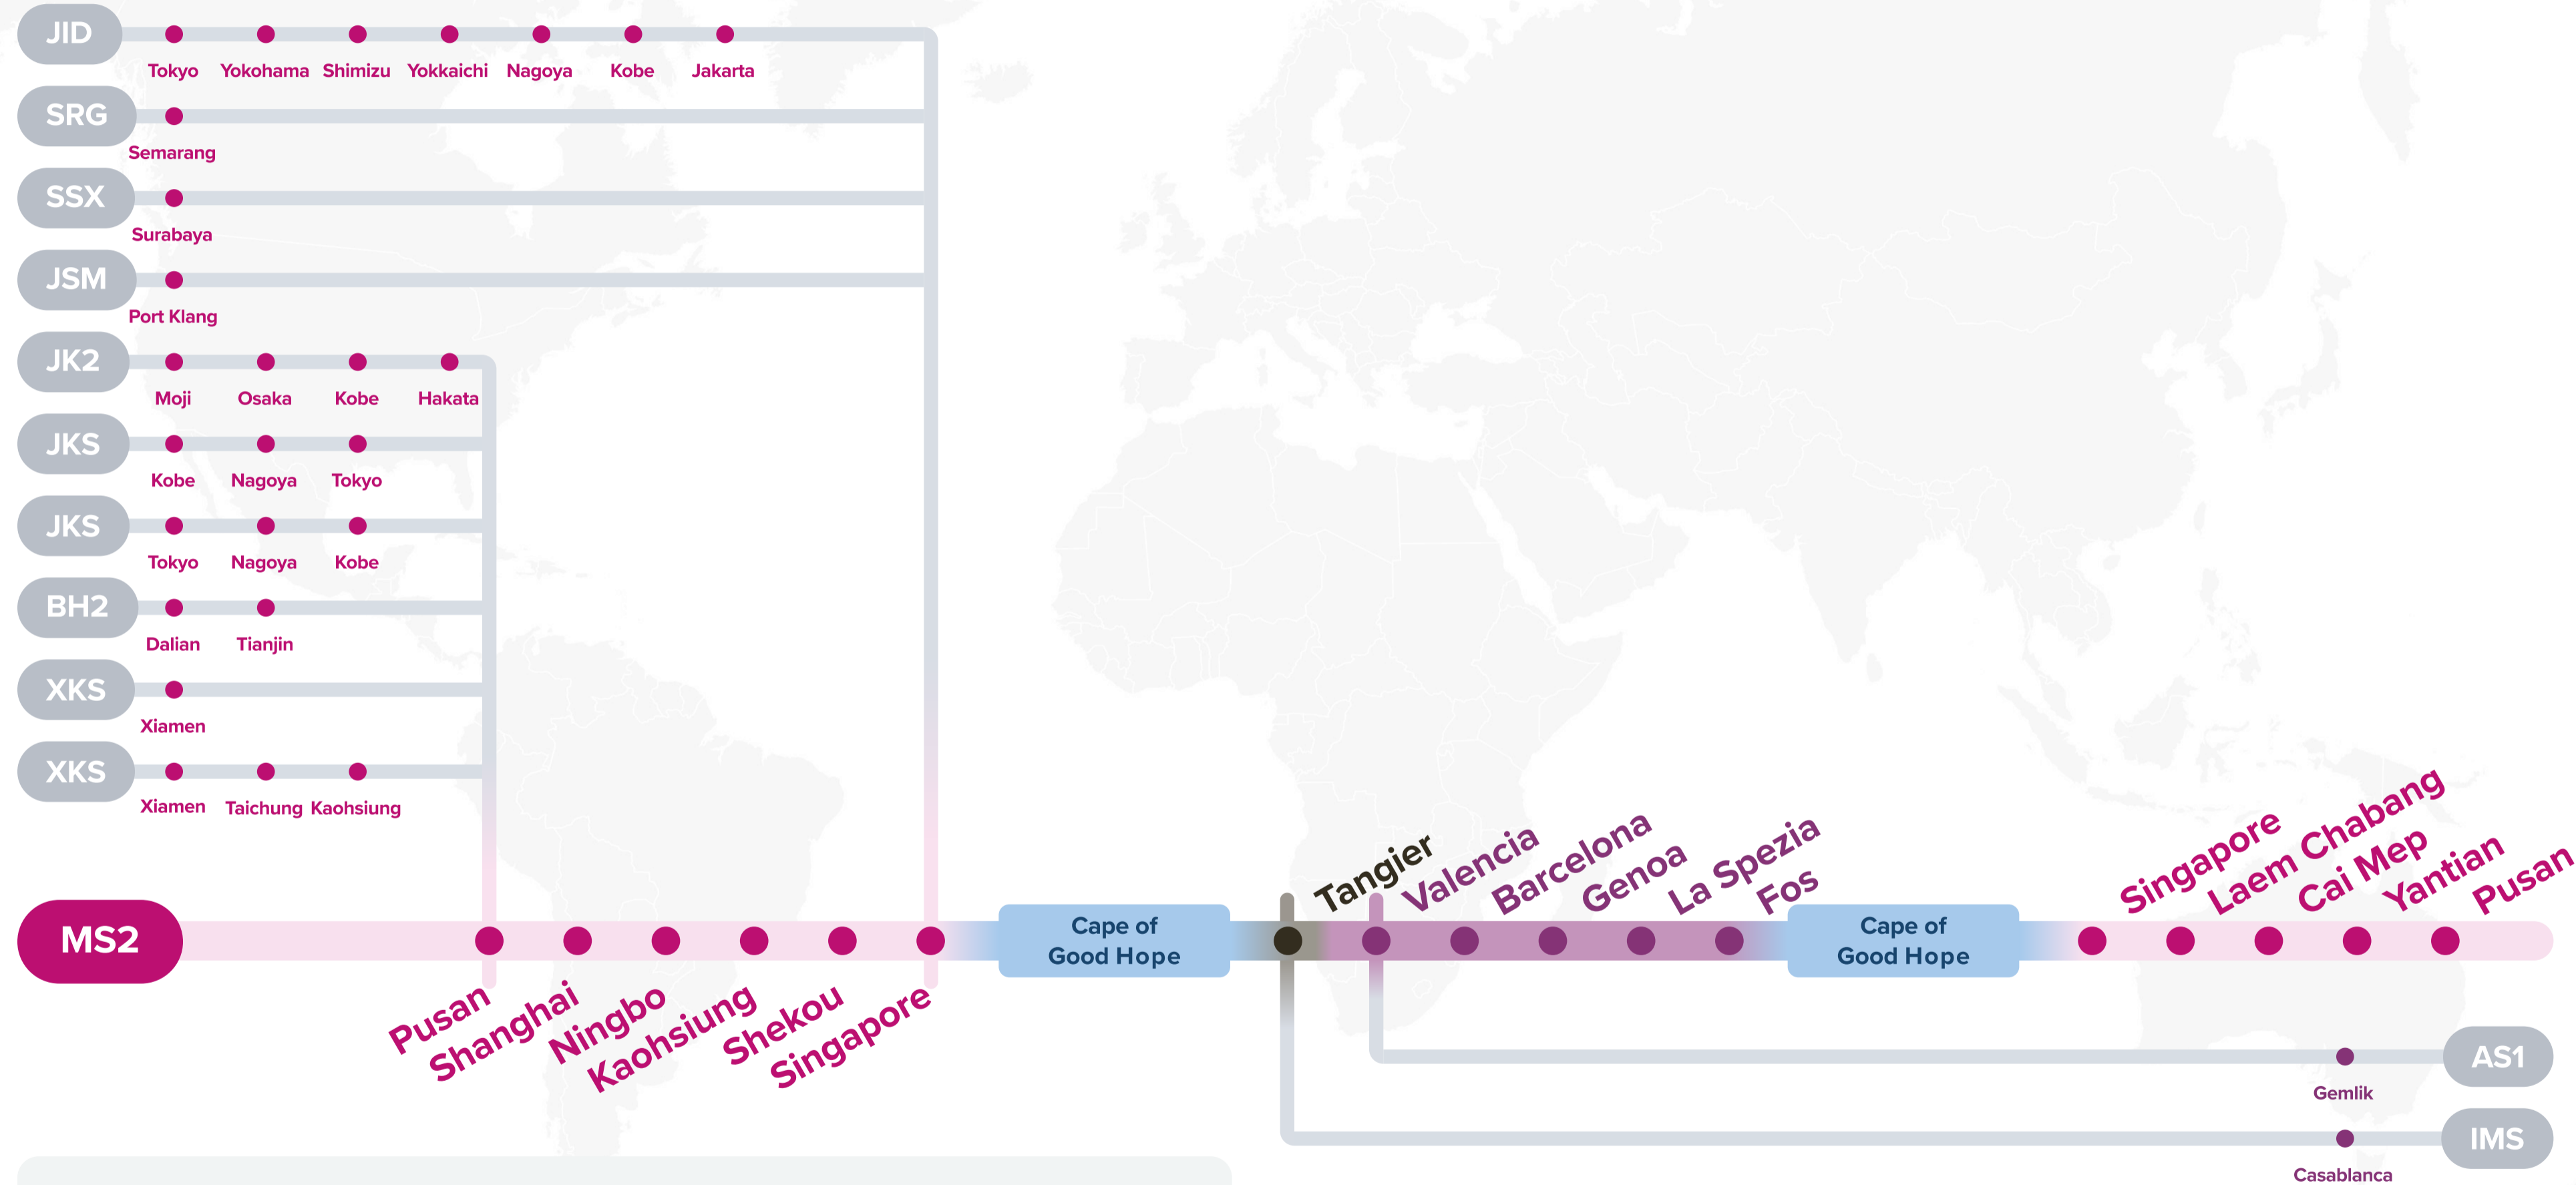 JID
Tokyo Yokohama Shimizu Yokkaichi Nagoya Kobe Jakarta
SRG
Semarang
SSX
Surabaya
JSM
Port Klang
JK2
Moji Osaka Kobe Hakata
JKS
Kobe Nagoya Tokyo
JKS
Tokyo Nagoya Kobe
BH2
Dalian Tianjin
XKS
Xiamen
XKS
Xiamen Taichung Kaohsiung
MS2
Pusan
Shanghai
Ningbo
Kaohsiung
Shekou
Singapore
Cape of
Good Hope
Tangier
Valencia
Barcelona
Genoa
La Spezia
Fos
Cape of
Good Hope
Singapore
Laem Chabang
Cai Mep
Yantian
Pusan
AS1
Gemlik
IMS
Casablanca